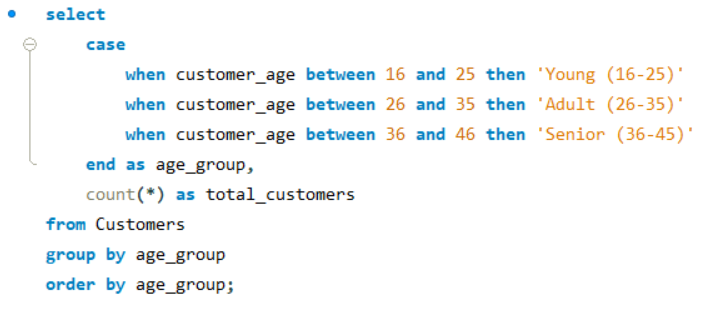 select
case
when customer_age between 16 and 25 then 'Young (16-25)'
when customer_age between 26 and 35 then 'Adult (26-35)'
when customer_age between 36 and 46 then 'Senior (36-45)'
end as age_group,
count(*) as total_customers
from Customers
group by age_group
order by age_group;